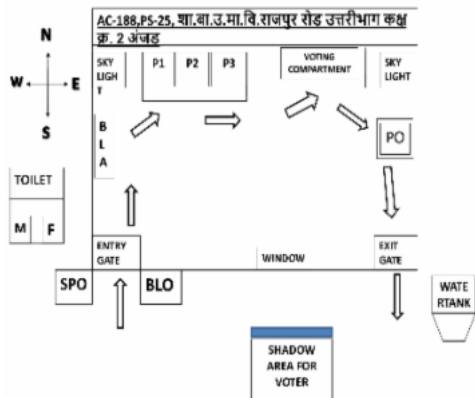 AC-188,PS-25, शा.बा.उ.मा.वि.राजपुर रोड उत्तरीभाग कक्ष
क्र. 2 अंजड़
N
W
E
S
SKY
LIGH
T
P1
P2
P3
VOTING
COMPARTMENT
SKY
LIGHT
B
L
A
PO
TOILET
M
F
ENTRY
GATE
WINDOW
EXIT
GATE
SPO
BLO
WATE
RTANK
SHADOW
AREA FOR
VOTER